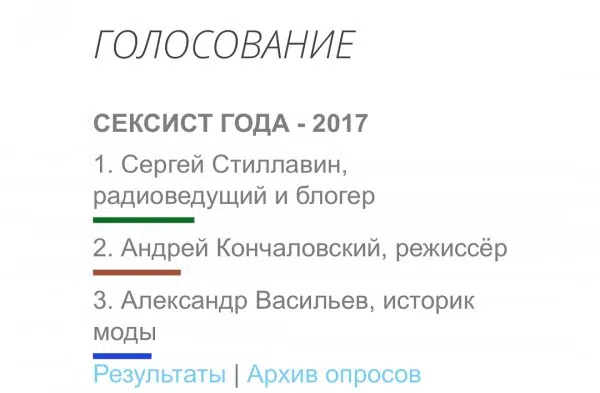 ГОЛОСОВАНИЕ
СЕКСИСТ ГОДА - 2017
1. Сергей Стиллавин,
радиоведущий и блогер
2. Андрей Кончаловский, режиссёр
3. Александр Васильев, историк
моды
Результаты | Архив опросов